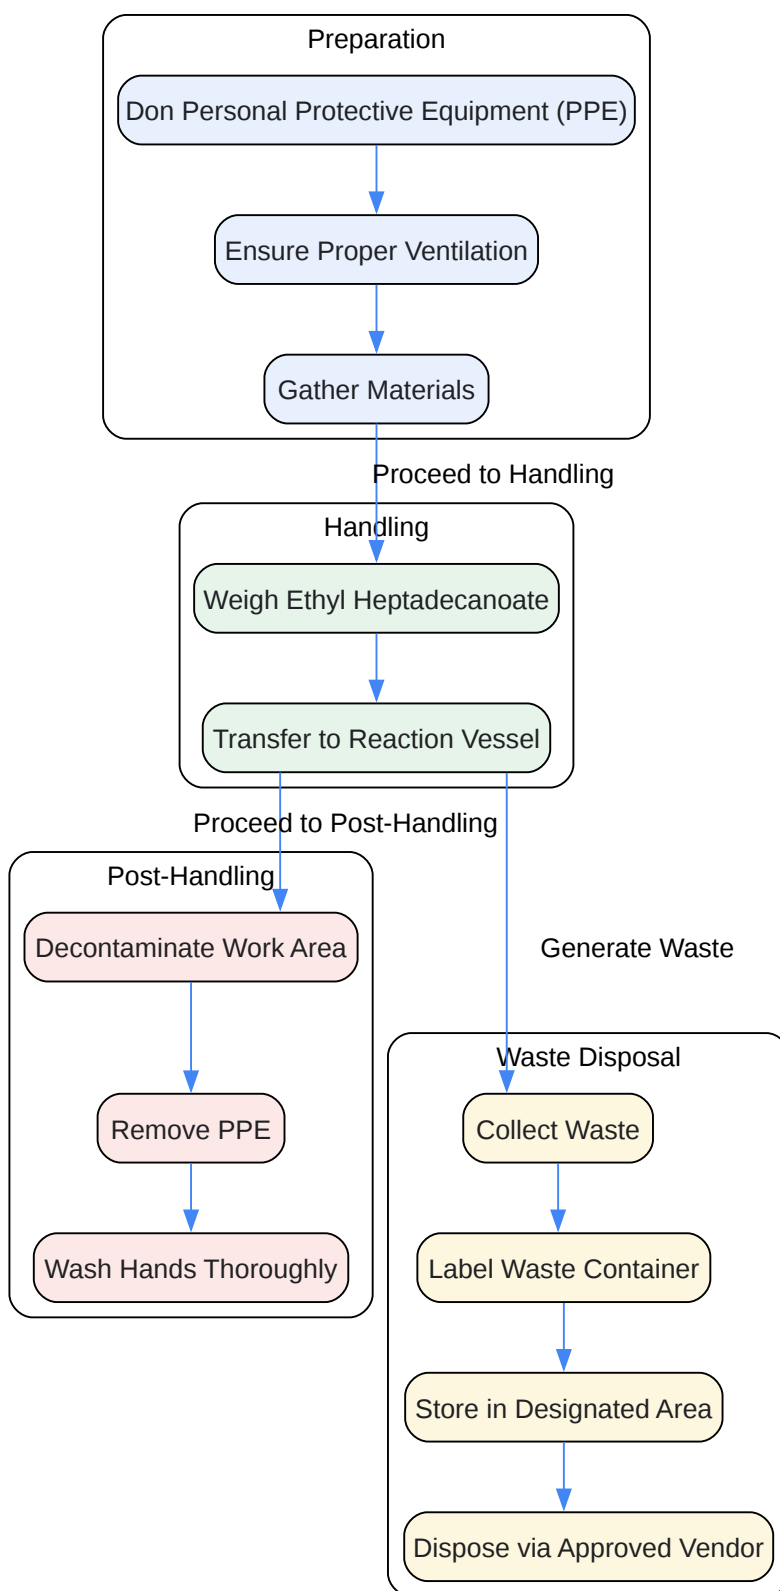 Preparation
Don Personal Protective Equipment (PPE)
Ensure Proper Ventilation
Gather Materials
Proceed to Handling
Handling
Weigh Ethyl Heptadecanoate
Transfer to Reaction Vessel
Proceed to Post-Handling
Post-Handling
Decontaminate Work Area
Remove PPE
Wash Hands Thoroughly
Generate Waste
Waste Disposal
Collect Waste
Label Waste Container
Store in Designated Area
Dispose via Approved Vendor